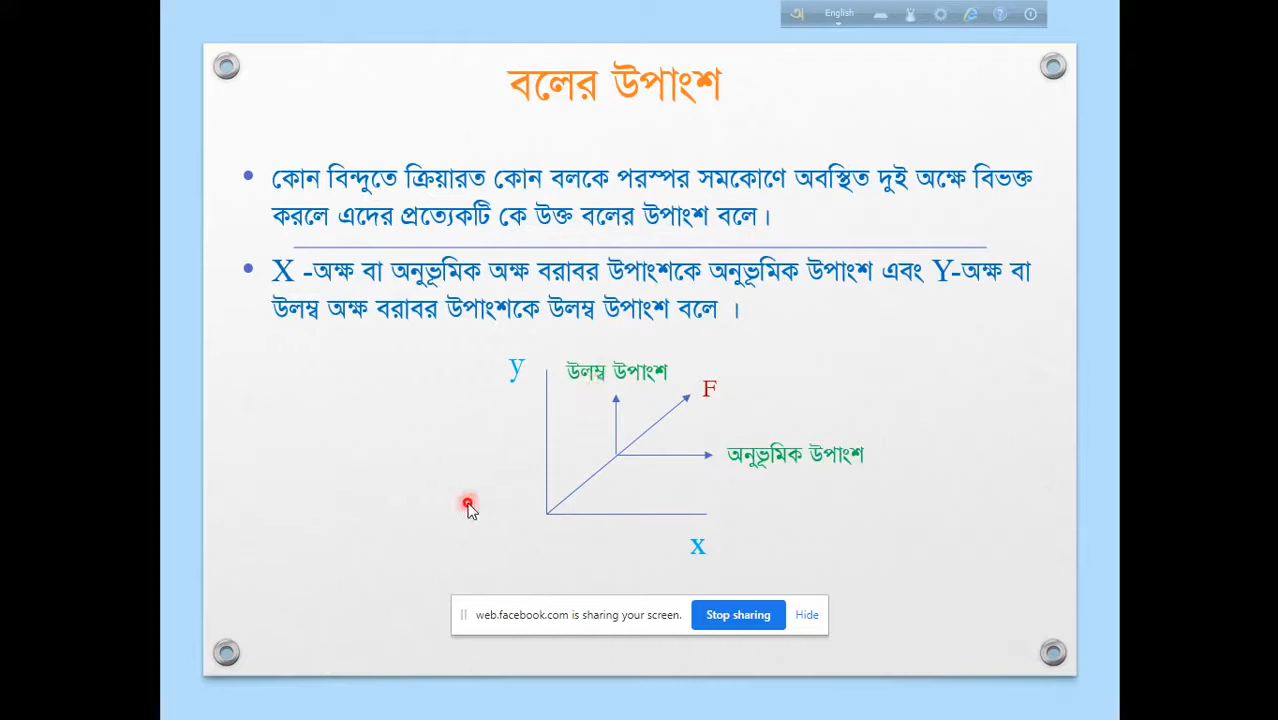 অ English
বলের উপাংশ
• কোন বিন্দুতে ক্রিয়ারত কোন বলকে পরস্পর সমকোণে অবস্থিত দুই অক্ষে বিভক্ত
করলে এদের প্রত্যেকটি কে উক্ত বলের উপাংশ বলে।
• X -অক্ষ বা অনুভূমিক অক্ষ বরাবর উপাংশকে অনুভূমিক উপাংশ এবং Y-অক্ষ বা
উলম্ব অক্ষ বরাবর উপাংশকে উলম্ব উপাংশ বলে ।
y
উলম্ব উপাংশ
F
অনুভূমিক উপাংশ
x
web.facebook.com is sharing your screen. Stop sharing Hide